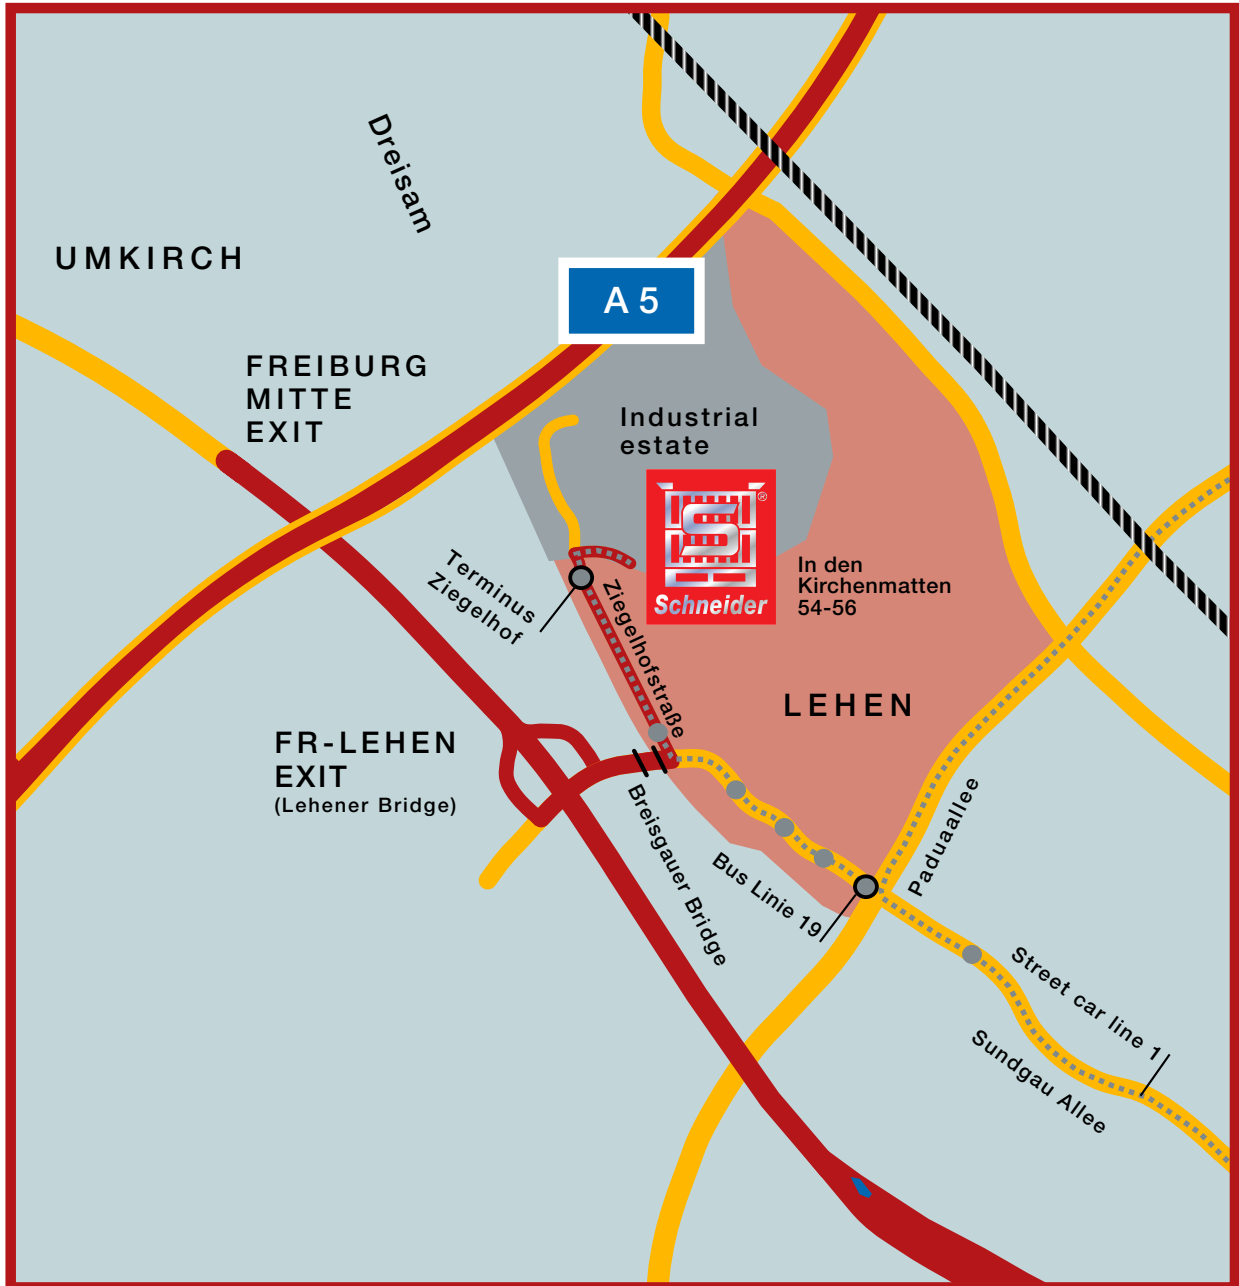 Dreisam
UMKIRCH
A 5
FREIBURG
MITTE
EXIT
Industrial
estate
®
S
Schneider
In den
Kirchenmatten
54-56
Terminus
Ziegelhof
Ziegelhofstraße
LEHEN
FR-LEHEN
EXIT
(Lehener Bridge)
Breisgauer Bridge
Bus Linie 19
Paduaallee
Street car line 1
Sundgau Allee